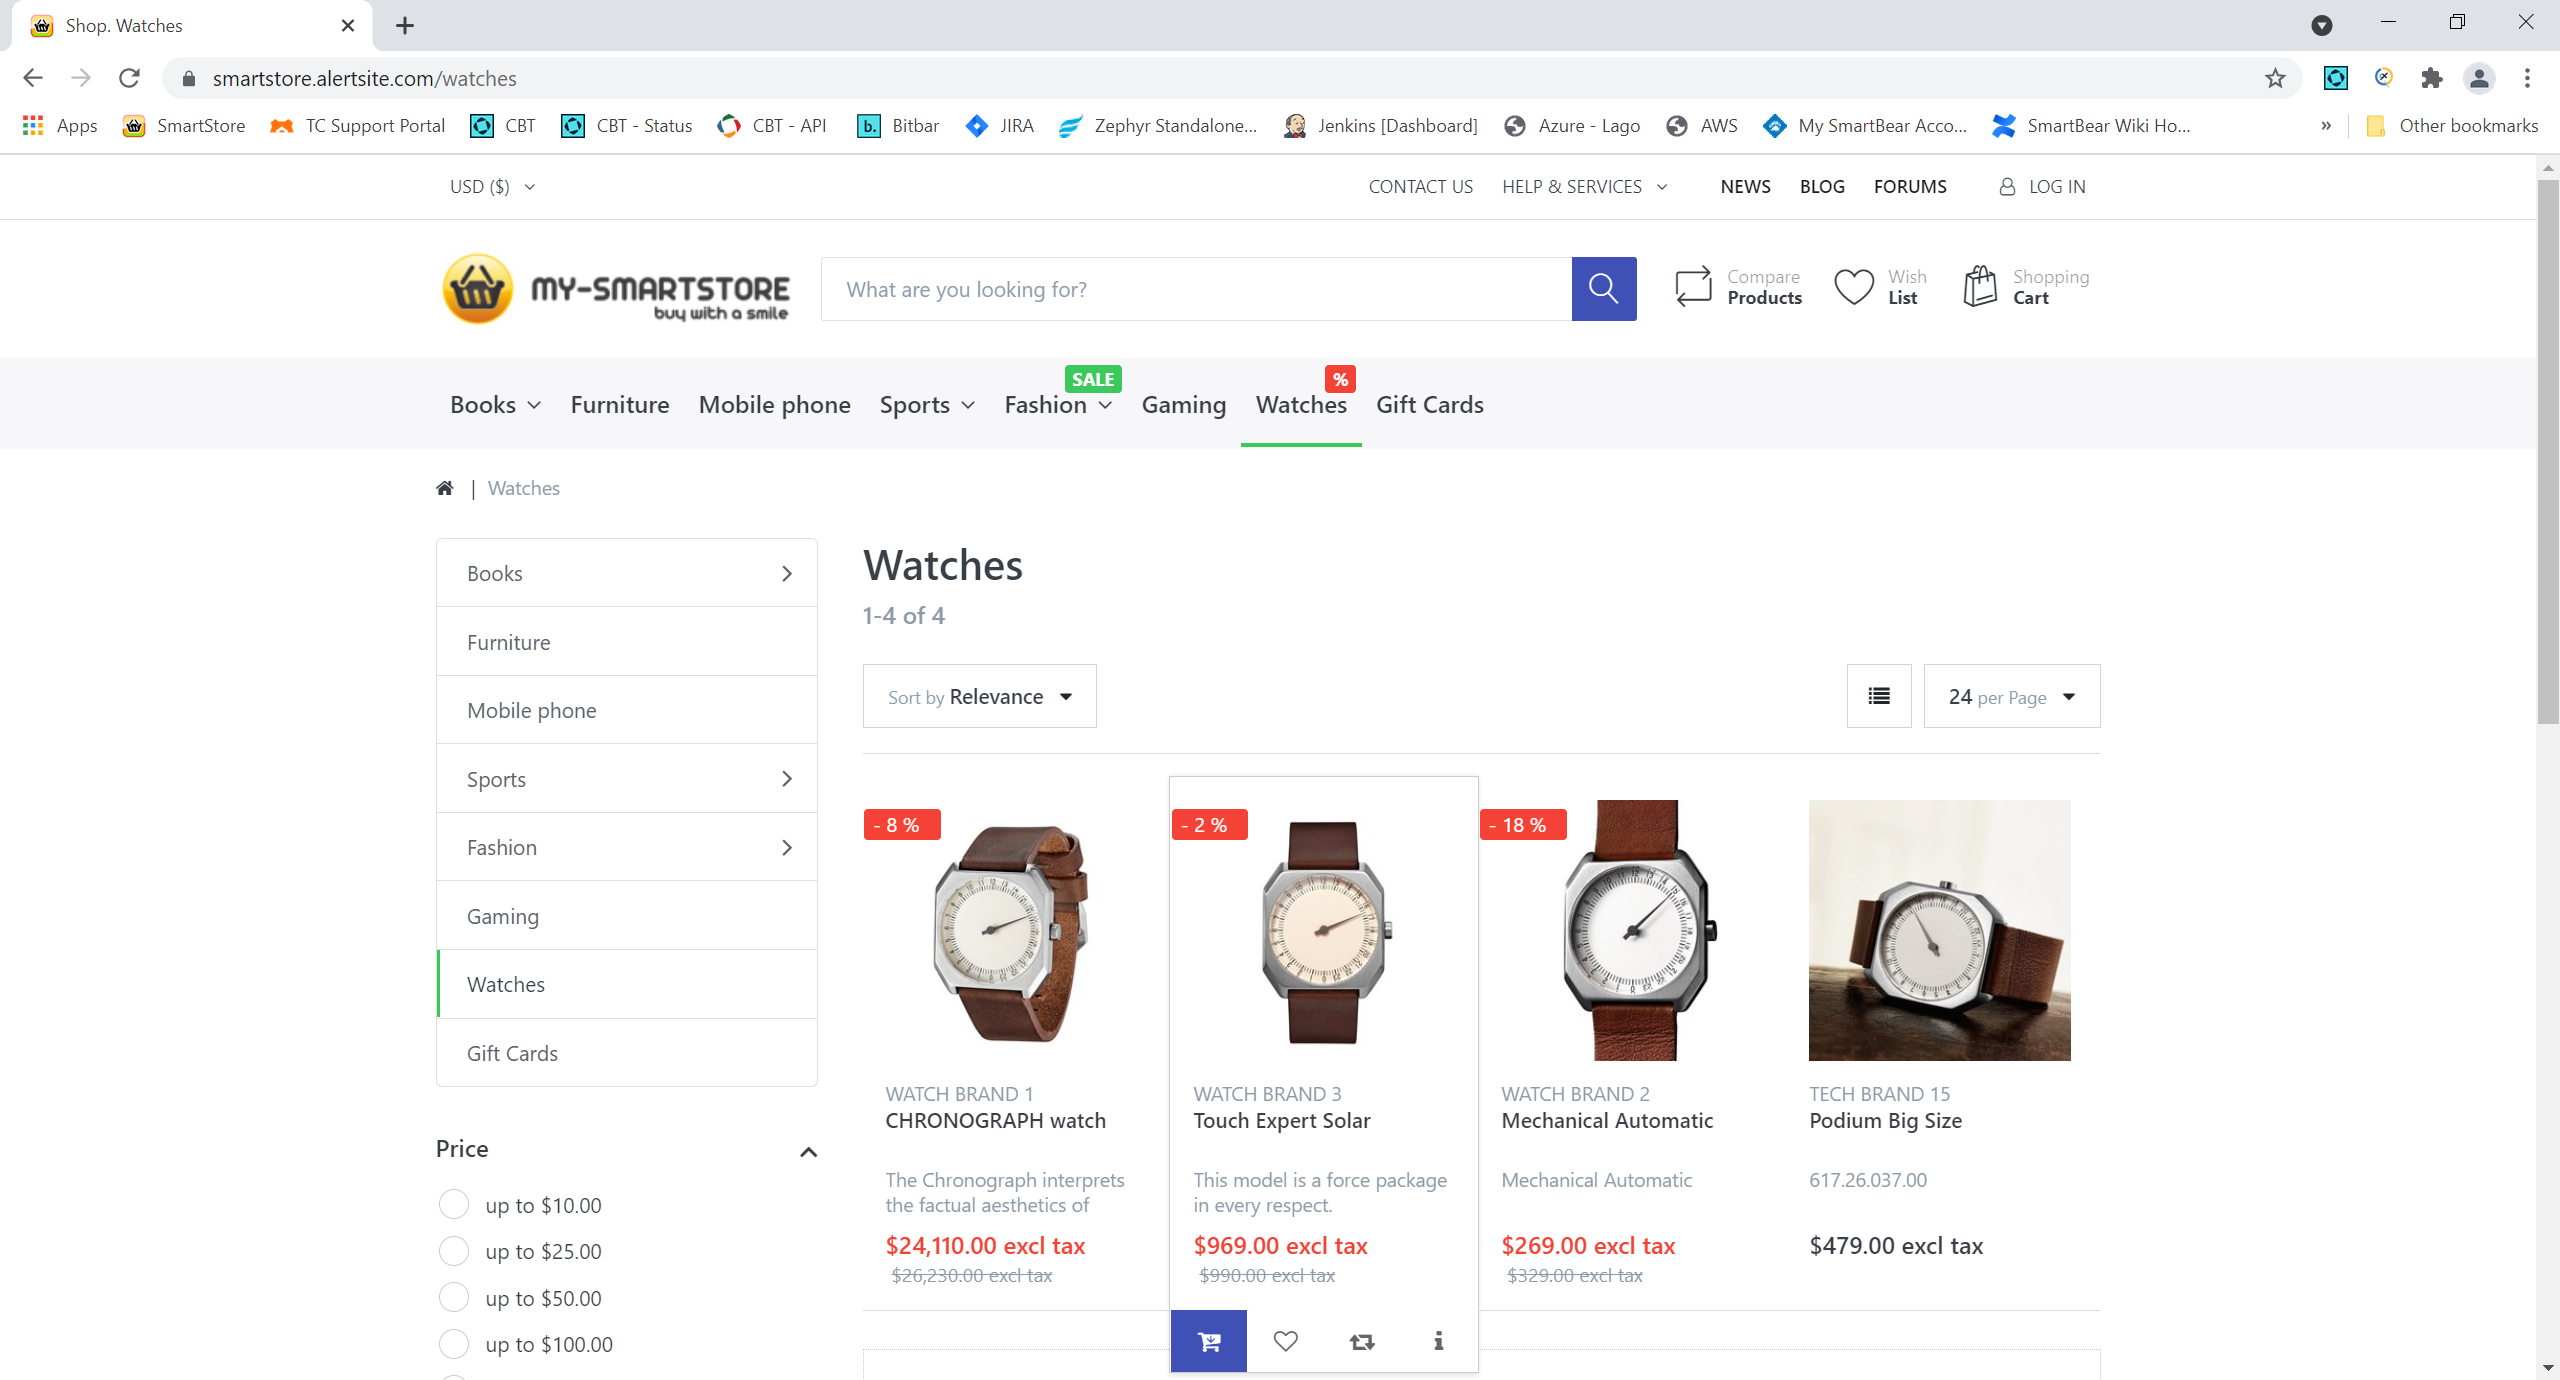 Shop. Watches
smartstore.alertsite.com/watches
Apps SmartStore TC Support Portal CBT CBT - Status CBT - API b. Bitbar JIRA Zephyr Standalone... Jenkins [Dashboard] Azure - Lago AWS My SmartBear Acco... SmartBear Wiki Ho... » Other bookmarks
USD ($) CONTACT US HELP & SERVICES NEWS BLOG FORUMS LOG IN
MY-SMARTSTORE
buy with a smile
What are you looking for?
Compare
Products
Wish
List
Shopping
Cart
SALE %
Books Furniture Mobile phone Sports Fashion Gaming Watches Gift Cards
| Watches
Books
Furniture
Mobile phone
Sports
Fashion
Gaming
Watches
Gift Cards
Price
up to $10.00
up to $25.00
up to $50.00
up to $100.00
Watches
1-4 of 4
Sort by Relevance 24 per Page
- 8 %
WATCH BRAND 1
CHRONOGRAPH watch
The Chronograph interprets
the factual aesthetics of
$24,110.00 excl tax
$26,230.00 excl tax
- 2 %
WATCH BRAND 3
Touch Expert Solar
This model is a force package
in every respect.
$969.00 excl tax
$990.00 excl tax
- 18 %
WATCH BRAND 2
Mechanical Automatic
Mechanical Automatic
$269.00 excl tax
$329.00 excl tax
TECH BRAND 15
Podium Big Size
617.26.037.00
$479.00 excl tax